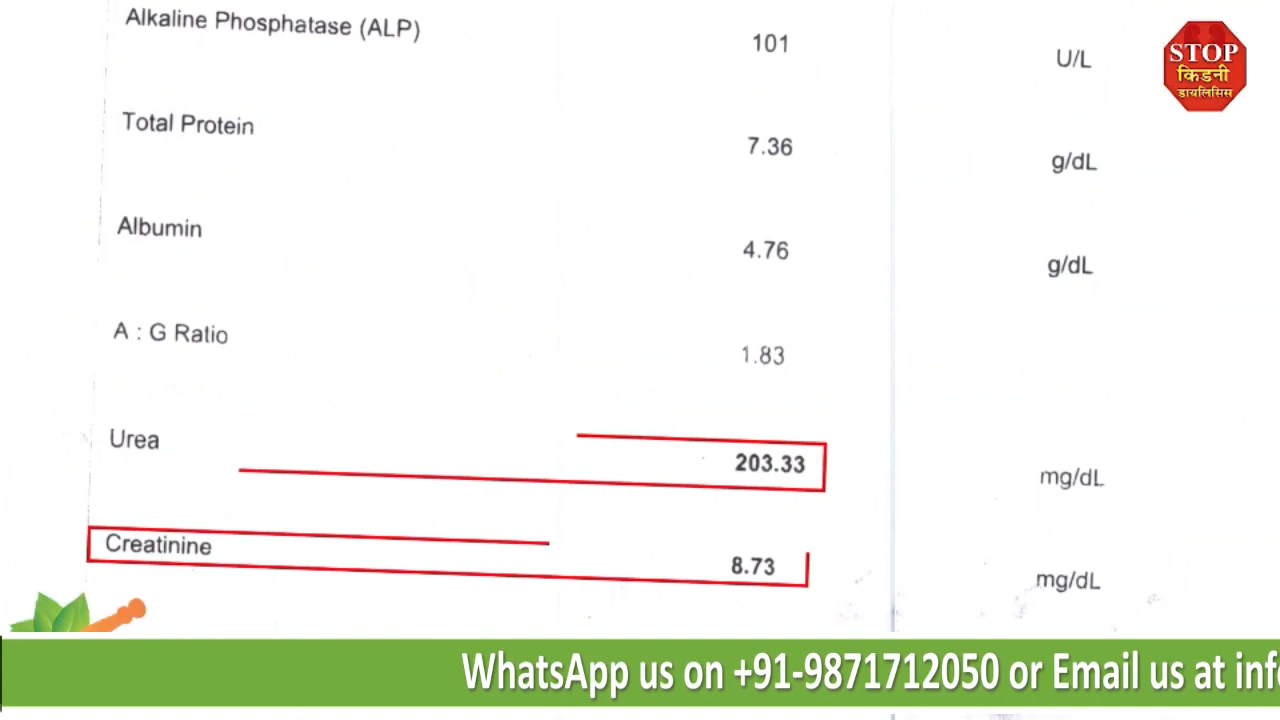 Alkaline Phosphatase (ALP) 101 U/L
STOP
किडनी
डायलिसिस
Total Protein 7.36 g/dL
Albumin 4.76 g/dL
A : G Ratio 1.83
Urea 203.33 mg/dL
Creatinine 8.73 mg/dL
WhatsApp us on +91-9871712050 or Email us at inf